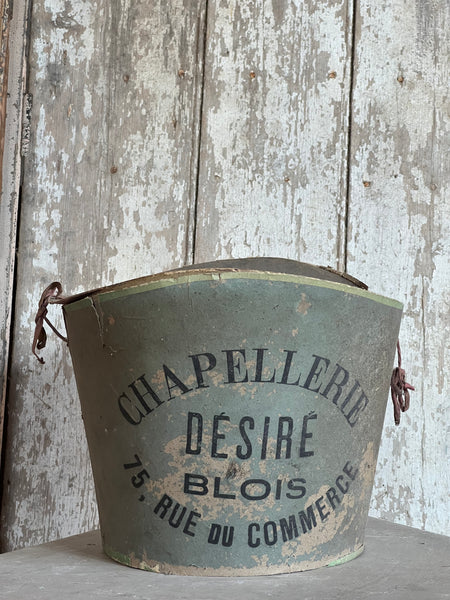 CHAPELLERIE
DÉSIRÉ
BLOIS
75, RUE DU COMMERCE